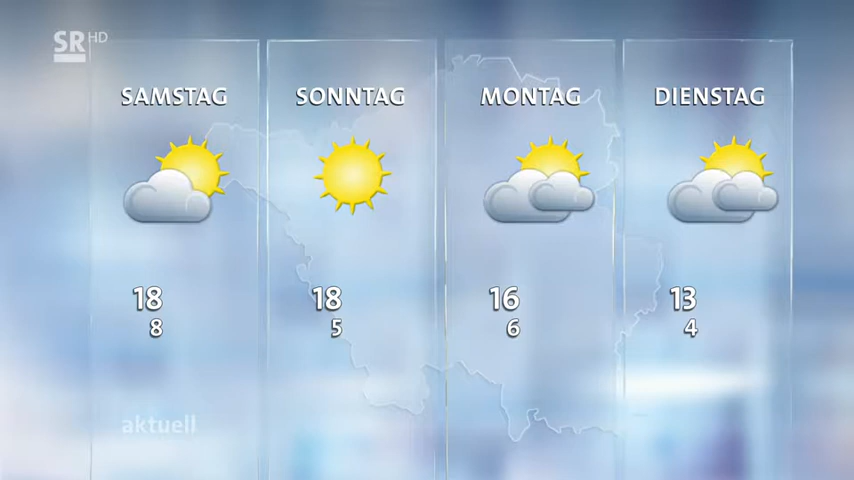 SR HD
SAMSTAG SONNTAG MONTAG DIENSTAG
18 18 16 13
8 5 6 4
aktuell